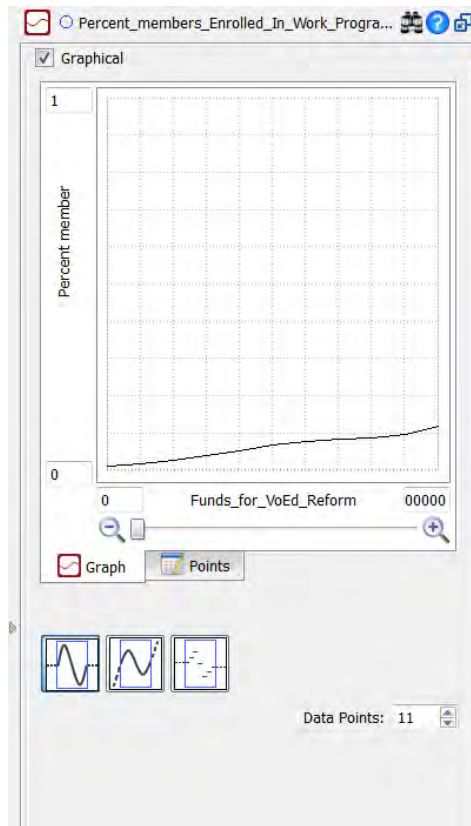 Percent_members_Enrolled_In_Work_Progra...
Graphical
1
Percent member
0
0 Funds_for_VoEd_Reform 00000
Graph Points
Data Points: 11